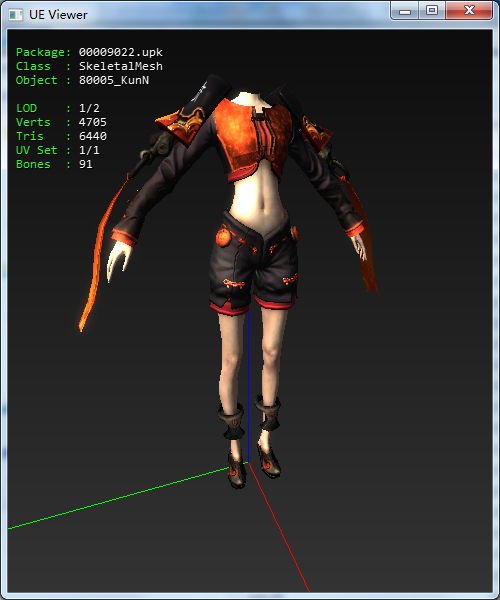 UE Viewer
Package: 00009022.upk
Class : SkeletalMesh
Object : 80005_KunN
LOD : 1/2
Verts : 4705
Tris : 6440
UV Set : 1/1
Bones : 91